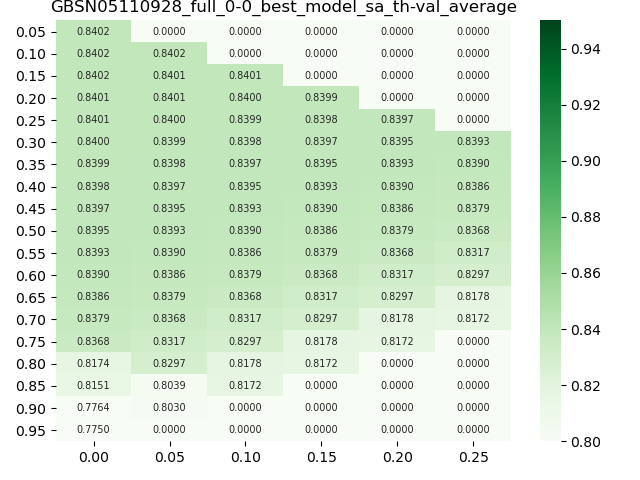 GBSN05110928_full_0-0_best_model_sa_th-val_average
0.05 0.8402 0.0000 0.0000 0.0000 0.0000 0.0000
0.10 0.8402 0.8402 0.0000 0.0000 0.0000 0.0000
0.15 0.8402 0.8401 0.8401 0.0000 0.0000 0.0000
0.20 0.8401 0.8401 0.8400 0.8399 0.0000 0.0000
0.25 0.8401 0.8400 0.8399 0.8398 0.8397 0.0000
0.30 0.8400 0.8399 0.8398 0.8397 0.8395 0.8393
0.35 0.8399 0.8398 0.8397 0.8395 0.8393 0.8390
0.40 0.8398 0.8397 0.8395 0.8393 0.8390 0.8386
0.45 0.8397 0.8395 0.8393 0.8390 0.8386 0.8379
0.50 0.8395 0.8393 0.8390 0.8386 0.8379 0.8368
0.55 0.8393 0.8390 0.8386 0.8379 0.8368 0.8317
0.60 0.8390 0.8386 0.8379 0.8368 0.8317 0.8297
0.65 0.8386 0.8379 0.8368 0.8317 0.8297 0.8178
0.70 0.8379 0.8368 0.8317 0.8297 0.8178 0.8172
0.75 0.8368 0.8317 0.8297 0.8178 0.8172 0.0000
0.80 0.8174 0.8297 0.8178 0.8172 0.0000 0.0000
0.85 0.8151 0.8039 0.8172 0.0000 0.0000 0.0000
0.90 0.7764 0.8030 0.0000 0.0000 0.0000 0.0000
0.95 0.7750 0.0000 0.0000 0.0000 0.0000 0.0000
0.00 0.05 0.10 0.15 0.20 0.25
0.94
0.92
0.90
0.88
0.86
0.84
0.82
0.80